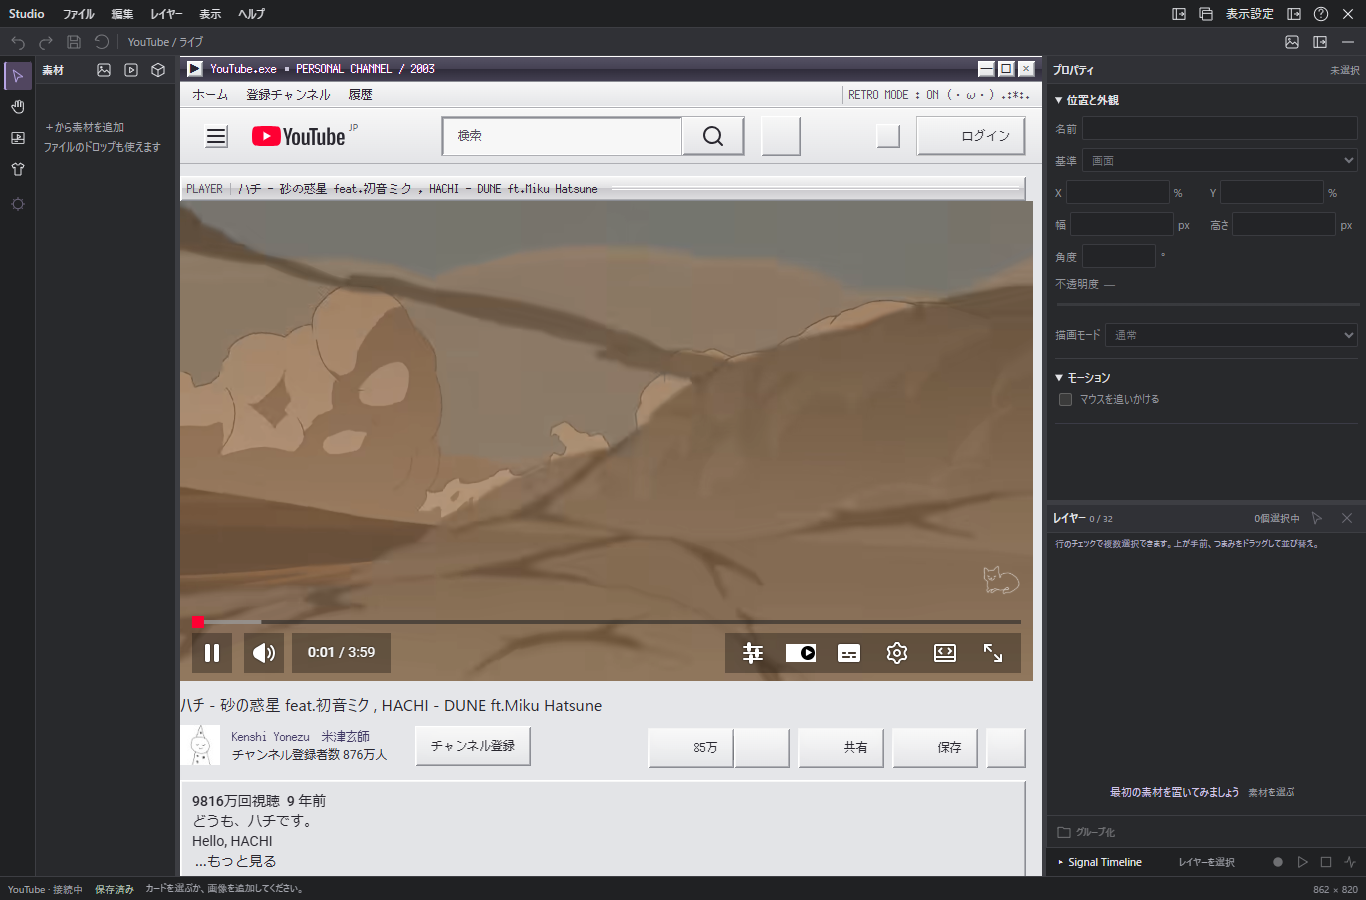 Studio ファイル 編集 レイヤー 表示 ヘルプ 表示設定
YouTube / ライブ
素材
＋から素材を追加
ファイルのドロップも使えます
YouTube.exe ▪ PERSONAL CHANNEL / 2003
ホーム 登録チャンネル 履歴 RETRO MODE : ON (・ω・) .:*:.
YouTube JP 検索 ログイン
PLAYER ハチ - 砂の惑星 feat.初音ミク , HACHI - DUNE ft.Miku Hatsune
0:01 / 3:59
ハチ - 砂の惑星 feat.初音ミク , HACHI - DUNE ft.Miku Hatsune
Kenshi Yonezu 米津玄師
チャンネル登録者数 876万人
チャンネル登録
85万 共有 保存
9816万回視聴 9 年前
どうも、ハチです。
Hello, HACHI
...もっと見る
プロパティ 未選択
▼ 位置と外観
名前
基準 画面
X % Y %
幅 px 高さ px
角度 °
不透明度 —
描画モード 通常
▼ モーション
マウスを追いかける
レイヤー 0 / 32 0個選択中
行のチェックで複数選択できます。上が手前、つまみをドラッグして並び替え。
最初の素材を置いてみましょう 素材を選ぶ
グループ化
Signal Timeline レイヤーを選択
YouTube · 接続中 保存済み カードを選ぶか、画像を追加してください。 862 × 820